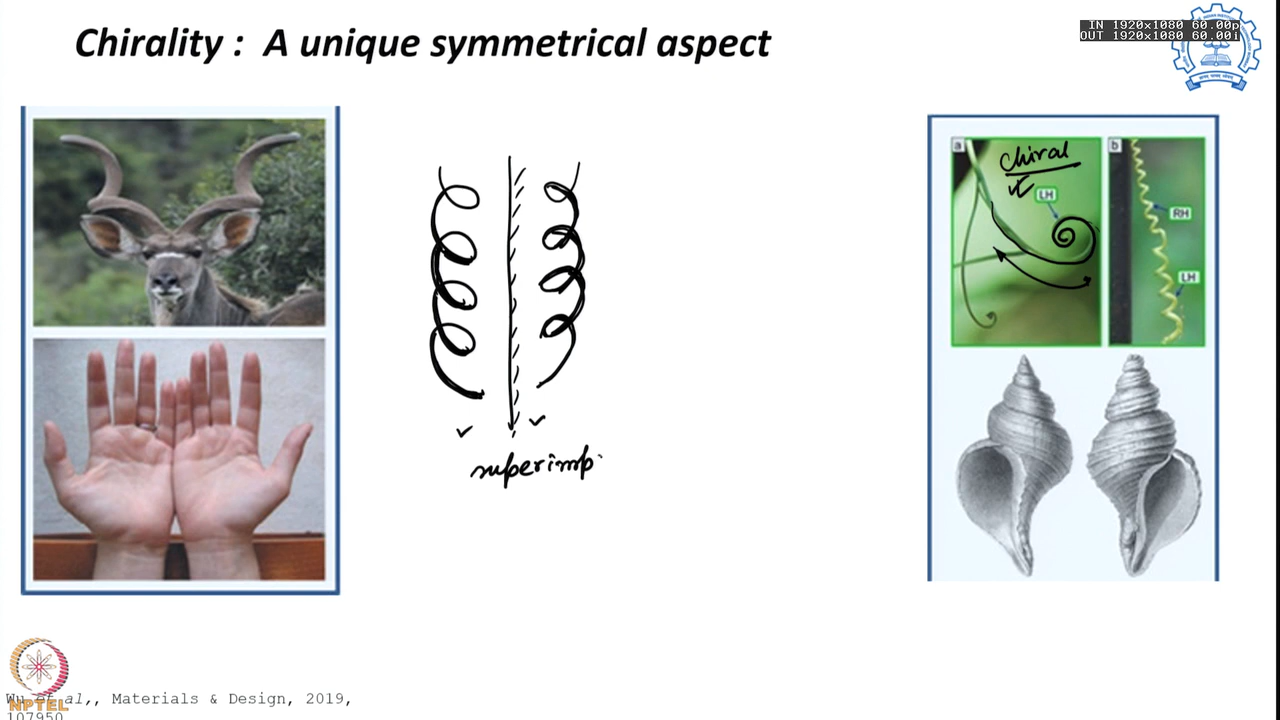 Chirality : A unique symmetrical aspect
IN 1920x1080 60.00p
OUT 1920x1080 60.00i
a
chiral
LH
b
RH
LH
superimp
NPTEL
Wu et al,, Materials & Design, 2019,
107950